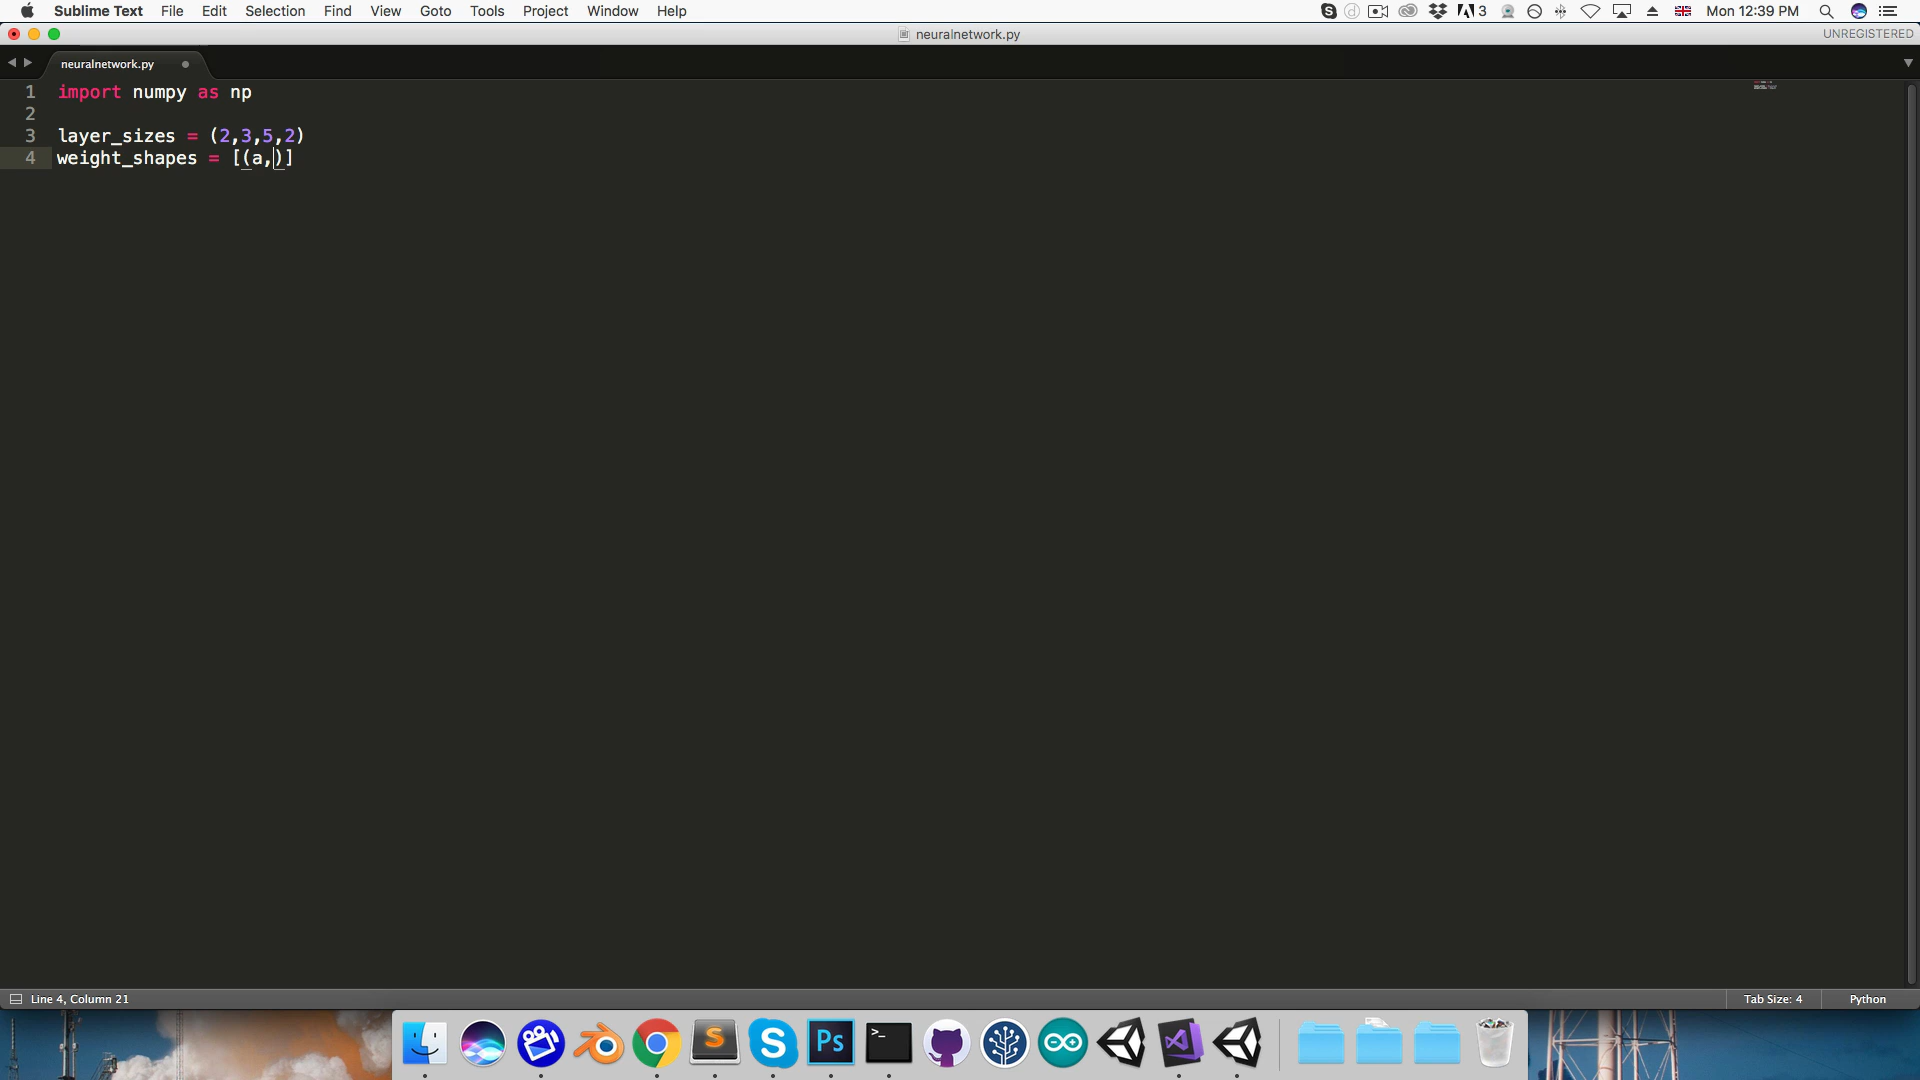 Sublime Text File Edit Selection Find View Goto Tools Project Window Help 3 Mon 12:39 PM
neuralnetwork.py UNREGISTERED
neuralnetwork.py
1 import numpy as np
2
3 layer_sizes = (2,3,5,2)
4 weight_shapes = [(a,)]
Line 4, Column 21 Tab Size: 4 Python
S S Ps >_